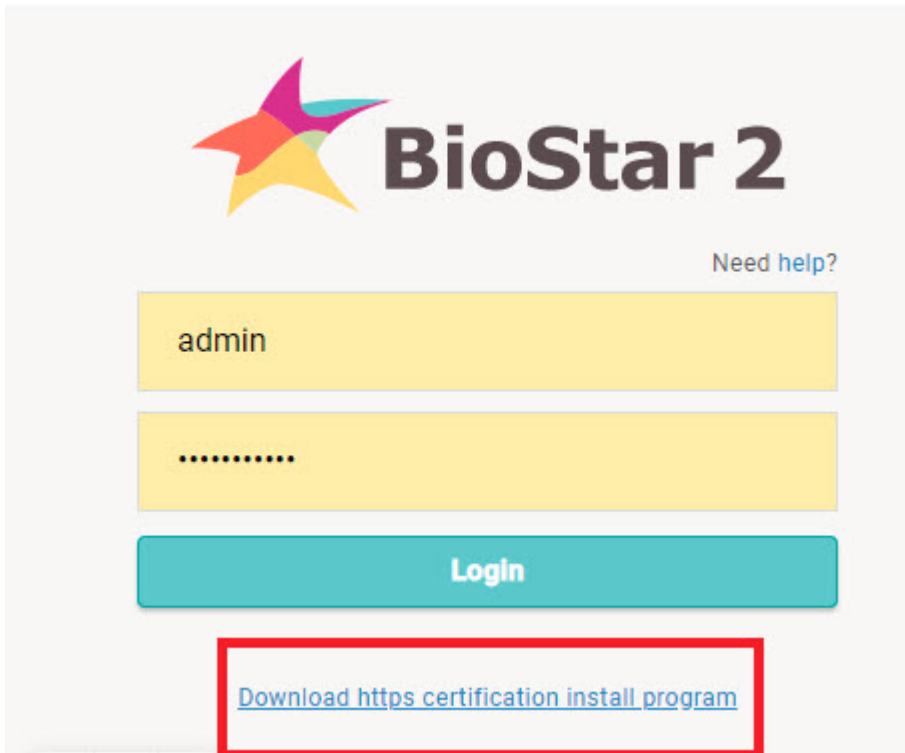 BioStar 2
Need help?
admin
•••••••••••
Login
Download https certification install program